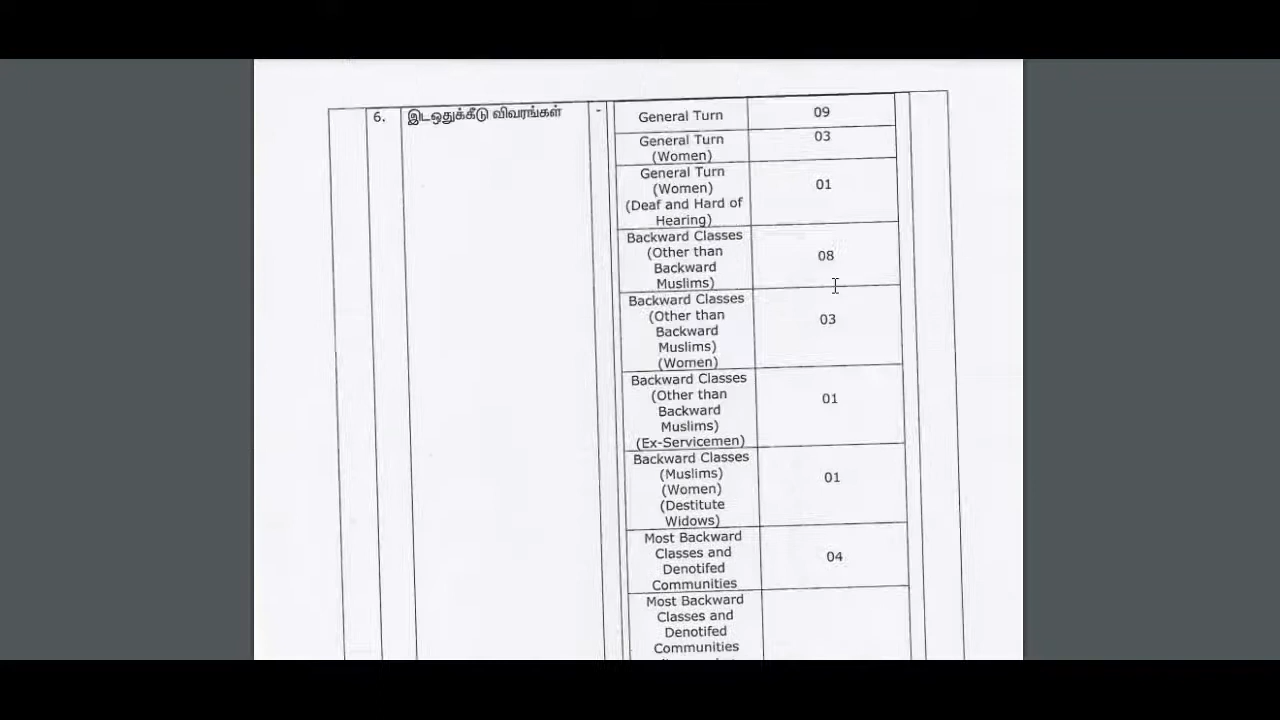 6. இடஒதுக்கீடு விவரங்கள் - General Turn 09
General Turn 03
(Women)
General Turn
(Women) 01
(Deaf and Hard of
Hearing)
Backward Classes
(Other than 08
Backward
Muslims)
Backward Classes
(Other than 03
Backward
Muslims)
(Women)
Backward Classes
(Other than 01
Backward
Muslims)
(Ex-Servicemen)
Backward Classes
(Muslims) 01
(Women)
(Destitute
Widows)
Most Backward
Classes and 04
Denotifed
Communities
Most Backward
Classes and
Denotifed
Communities